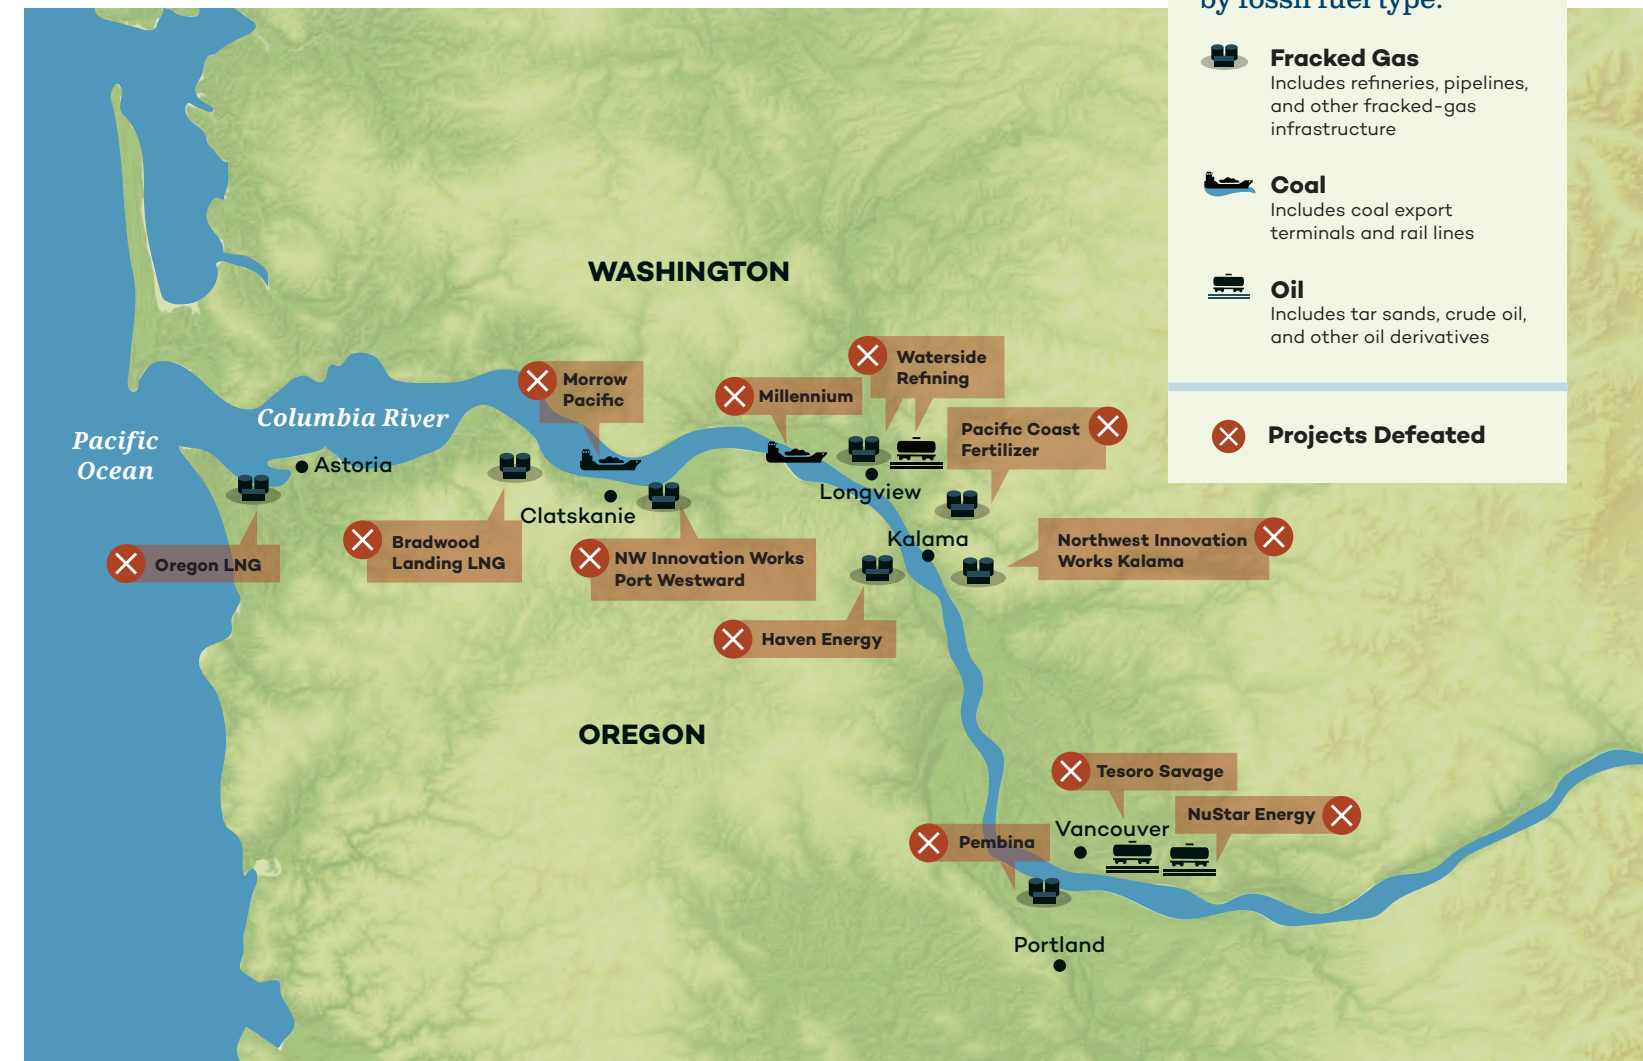 by fossil fuel type:
Fracked Gas
Includes refineries, pipelines,
and other fracked-gas
infrastructure
Coal
Includes coal export
terminals and rail lines
Oil
Includes tar sands, crude oil,
and other oil derivatives
Projects Defeated
WASHINGTON
Waterside
Refining
Morrow
Pacific
Millennium
Columbia River
Pacific
Ocean
Pacific Coast
Fertilizer
Astoria
Longview
Clatskanie
Kalama
Bradwood
Landing LNG
Oregon LNG
NW Innovation Works
Port Westward
Northwest Innovation
Works Kalama
Haven Energy
OREGON
Tesoro Savage
NuStar Energy
Vancouver
Pembina
Portland